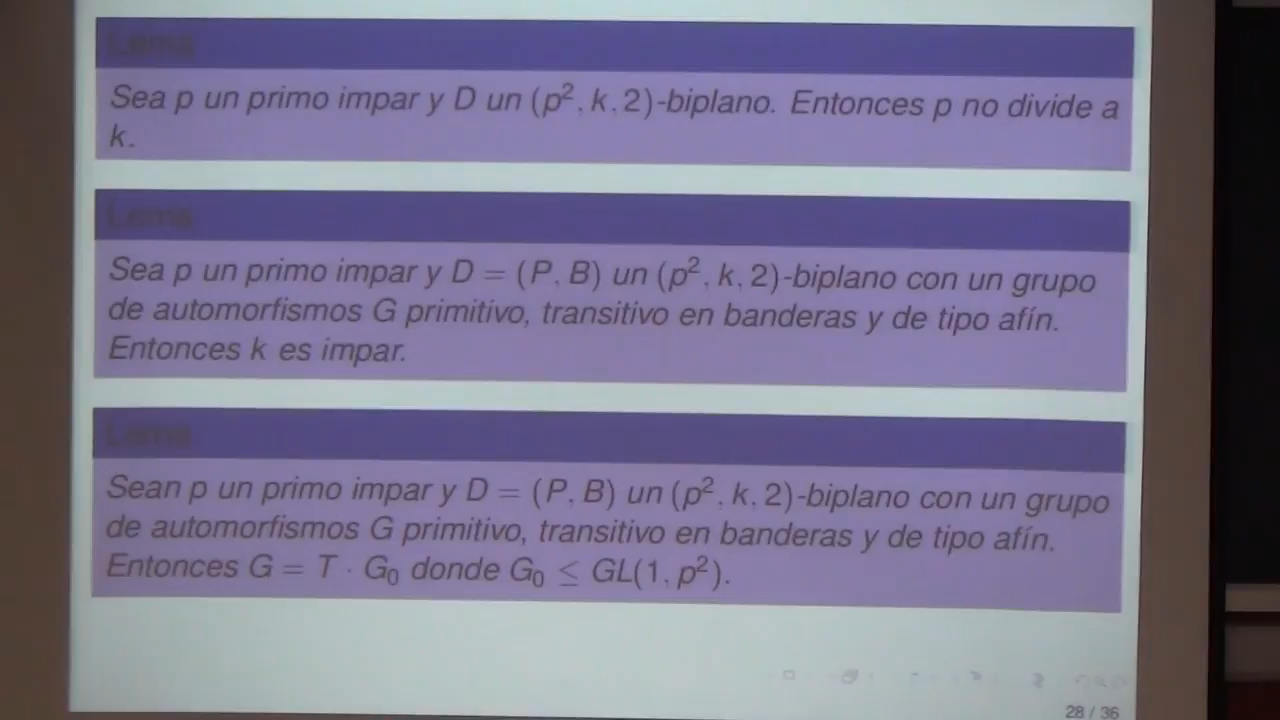 Lema
Sea p un primo impar y D un (p², k, 2)-biplano. Entonces p no divide a
k.
Lema
Sea p un primo impar y D = (P, B) un (p², k, 2)-biplano con un grupo
de automorfismos G primitivo, transitivo en banderas y de tipo afín.
Entonces k es impar.
Lema
Sean p un primo impar y D = (P, B) un (p², k, 2)-biplano con un grupo
de automorfismos G primitivo, transitivo en banderas y de tipo afín.
Entonces G = T · G₀ donde G₀ ≤ GL(1, p²).
28 / 36